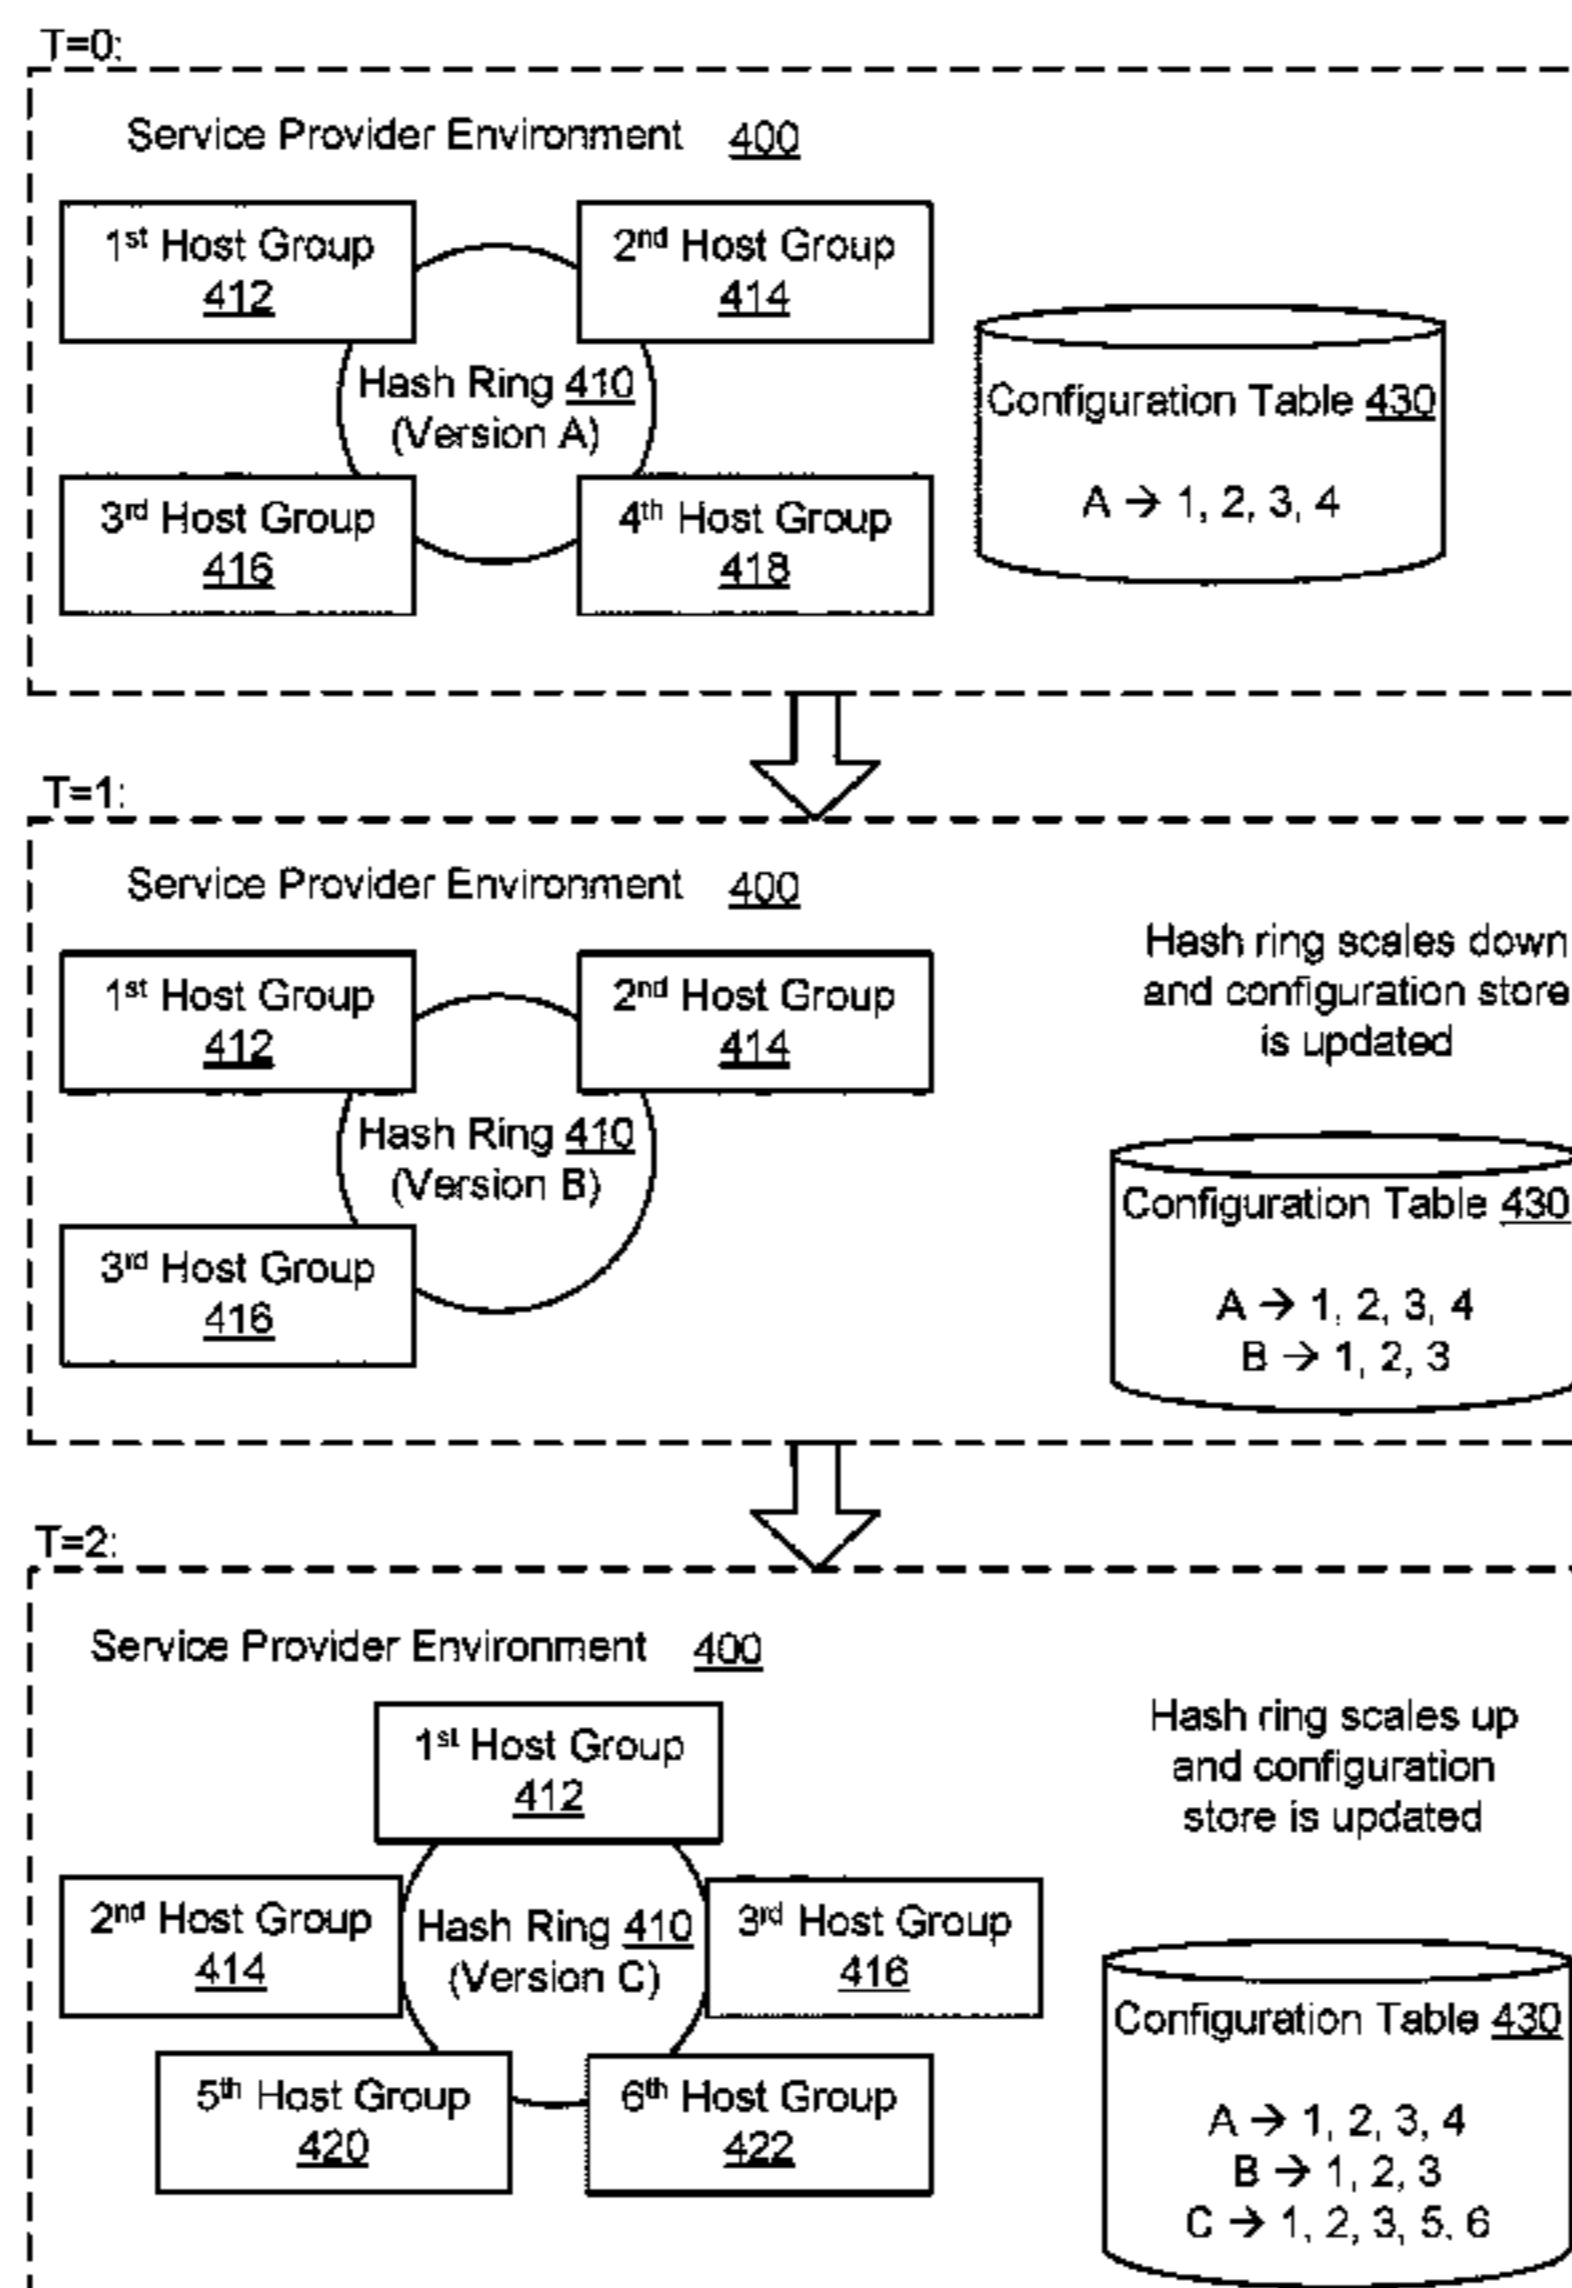 T=0:
Service Provider Environment 400
1st Host Group
412
2nd Host Group
414
Hash Ring 410
(Version A)
3rd Host Group
416
4th Host Group
418
Configuration Table 430
A → 1, 2, 3, 4
T=1:
Service Provider Environment 400
1st Host Group
412
2nd Host Group
414
Hash Ring 410
(Version B)
3rd Host Group
416
Hash ring scales down
and configuration store
is updated
Configuration Table 430
A → 1, 2, 3, 4
B → 1, 2, 3
T=2:
Service Provider Environment 400
1st Host Group
412
2nd Host Group
414
Hash Ring 410
(Version C)
3rd Host Group
416
5th Host Group
420
6th Host Group
422
Hash ring scales up
and configuration
store is updated
Configuration Table 430
A → 1, 2, 3, 4
B → 1, 2, 3
C → 1, 2, 3, 5, 6